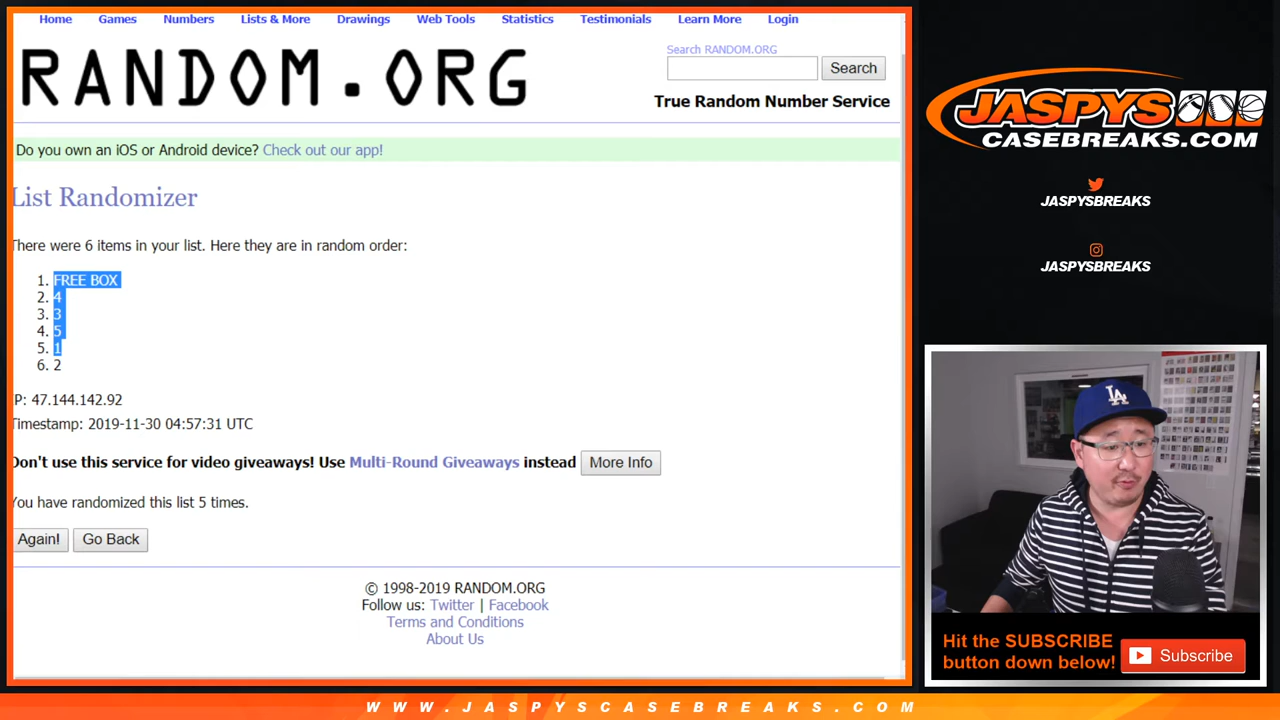 Home Games Numbers Lists & More Drawings Web Tools Statistics Testimonials Learn More Login
RANDOM.ORG
Search RANDOM.ORG
Search
True Random Number Service
Do you own an iOS or Android device? Check out our app!
List Randomizer
There were 6 items in your list. Here they are in random order:
1. FREE BOX
2. 4
3. 3
4. 5
5. 1
6. 2
P: 47.144.142.92
Timestamp: 2019-11-30 04:57:31 UTC
Don't use this service for video giveaways! Use Multi-Round Giveaways instead More Info
You have randomized this list 5 times.
Again! Go Back
© 1998-2019 RANDOM.ORG
Follow us: Twitter | Facebook
Terms and Conditions
About Us
JASPYS
CASEBREAKS.COM
JASPYSBREAKS
JASPYSBREAKS
LA
Hit the SUBSCRIBE
button down below!
Subscribe
WWW.JASPYSCASEBREAKS.COM